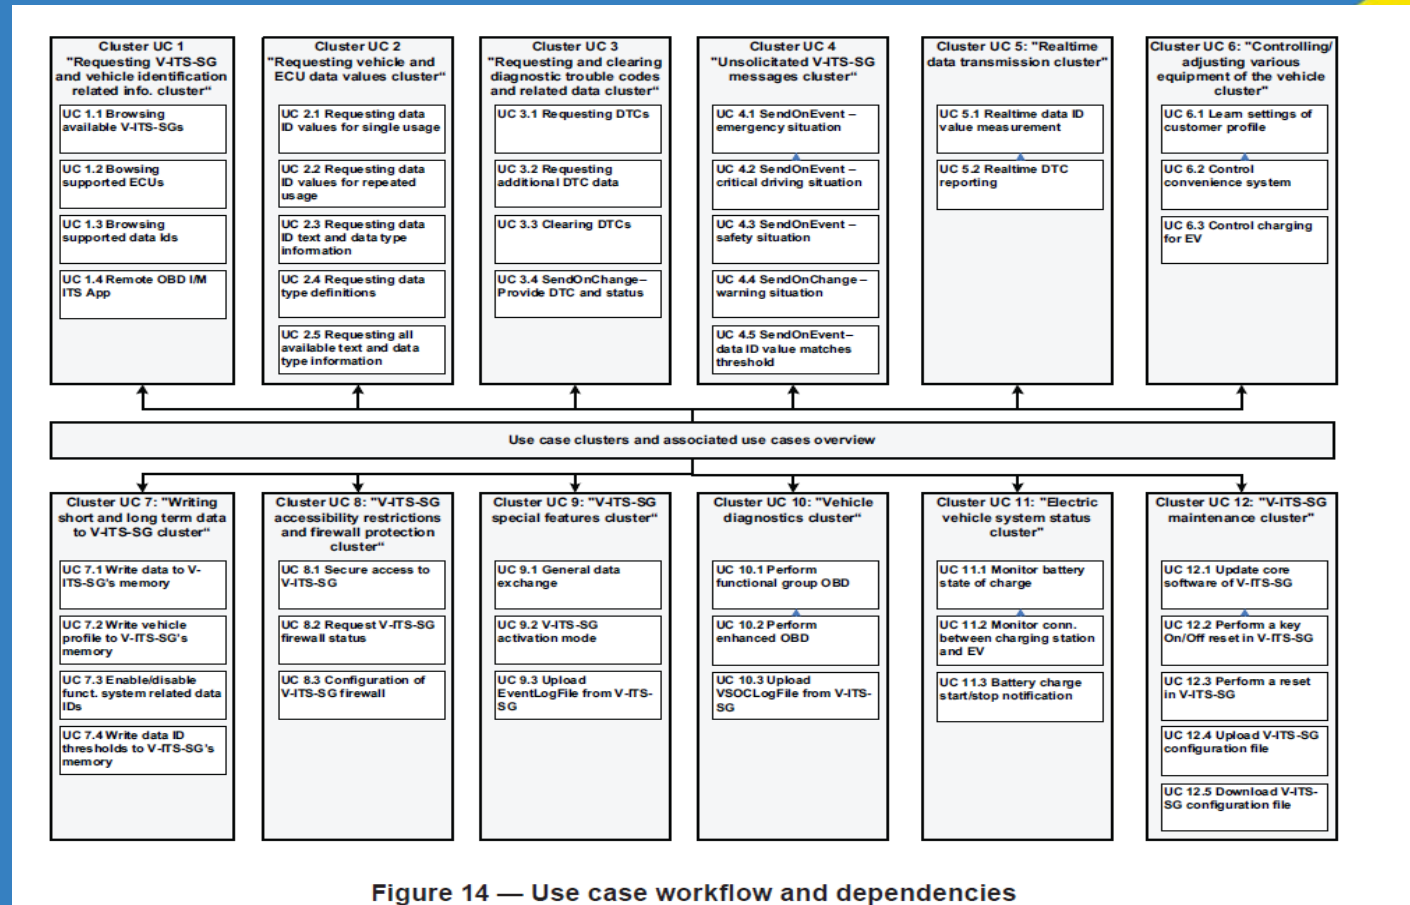 Cluster UC 1
"Requesting V-ITS-SG
and vehicle identification
related info. cluster“
UC 1.1 Browsing
available V-ITS-SGs
UC 1.2 Bowsing
supported ECUs
UC 1.3 Browsing
supported data Ids
UC 1.4 Remote OBD I/M
ITS App
Cluster UC 2
"Requesting vehicle and
ECU data values cluster“
UC 2.1 Requesting data
ID values for single usage
UC 2.2 Requesting data
ID values for repeated
usage
UC 2.3 Requesting data
ID text and data type
information
UC 2.4 Requesting data
type definitions
UC 2.5 Requesting all
available text and data
type information
Cluster UC 3
"Requesting and clearing
diagnostic trouble codes
and related data cluster“
UC 3.1 Requesting DTCs
UC 3.2 Requesting
additional DTC data
UC 3.3 Clearing DTCs
UC 3.4 SendOnChange–
Provide DTC and status
Cluster UC 4
"Unsolicitated V-ITS-SG
messages cluster“
UC 4.1 SendOnEvent –
emergency situation
UC 4.2 SendOnEvent –
critical driving situation
UC 4.3 SendOnEvent –
safety situation
UC 4.4 SendOnChange –
warning situation
UC 4.5 SendOnEvent–
data ID value matches
threshold
Cluster UC 5: "Realtime
data transmission cluster"
UC 5.1 Realtime data ID
value measurement
UC 5.2 Realtime DTC
reporting
Cluster UC 6: "Controlling/
adjusting various
equipment of the vehicle
cluster"
UC 6.1 Learn settings of
customer profile
UC 6.2 Control
convenience system
UC 6.3 Control charging
for EV
Use case clusters and associated use cases overview
Cluster UC 7: "Writing
short and long term data
to V-ITS-SG cluster“
UC 7.1 Write data to V-
ITS-SG's memory
UC 7.2 Write vehicle
profile to V-ITS-SG's
memory
UC 7.3 Enable/disable
funct. system related data
IDs
UC 7.4 Write data ID
thresholds to V-ITS-SG's
memory
Cluster UC 8: "V-ITS-SG
accessibility restrictions
and firewall protection
cluster“
UC 8.1 Secure access to
V-ITS-SG
UC 8.2 Request V-ITS-SG
firewall status
UC 8.3 Configuration of
V-ITS-SG firewall
Cluster UC 9: "V-ITS-SG
special features cluster“
UC 9.1 General data
exchange
UC 9.2 V-ITS-SG
activation mode
UC 9.3 Upload
EventLogFile from V-ITS-
SG
Cluster UC 10: "Vehicle
diagnostics cluster“
UC 10.1 Perform
functional group OBD
UC 10.2 Perform
enhanced OBD
UC 10.3 Upload
VSOCLogFile from V-ITS-
SG
Cluster UC 11: "Electric
vehicle system status
cluster"
UC 11.1 Monitor battery
state of charge
UC 11.2 Monitor conn.
between charging station
and EV
UC 11.3 Battery charge
start/stop notification
Cluster UC 12: "V-ITS-SG
maintenance cluster"
UC 12.1 Update core
software of V-ITS-SG
UC 12.2 Perform a key
On/Off reset in V-ITS-SG
UC 12.3 Perform a reset
in V-ITS-SG
UC 12.4 Upload V-ITS-SG
configuration file
UC 12.5 Download V-ITS-
SG configuration file
Figure 14 — Use case workflow and dependencies